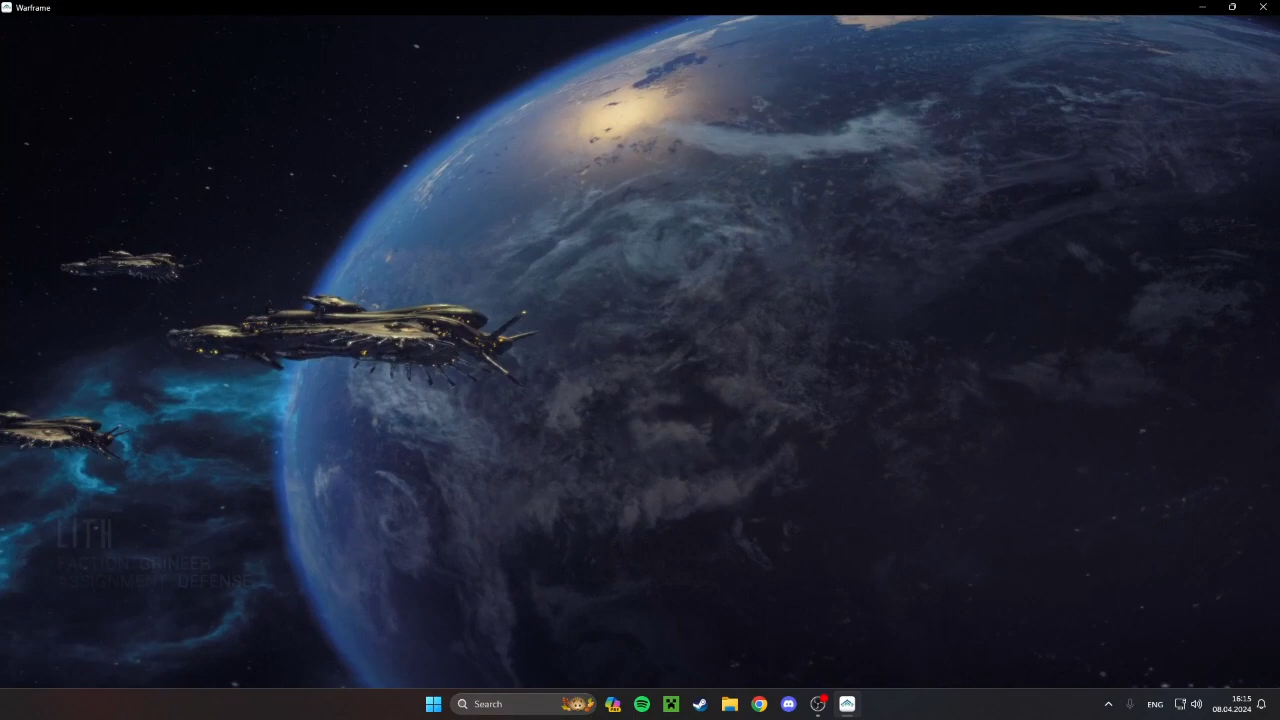 Warframe
LITH
FACTION GRINEER
ASSIGNMENT DEFENSE
Search
ENG
16:15
08.04.2024